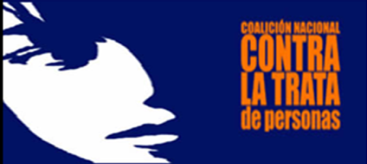 COALICIÓN NACIONAL
CONTRA
LA TRATA
de personas